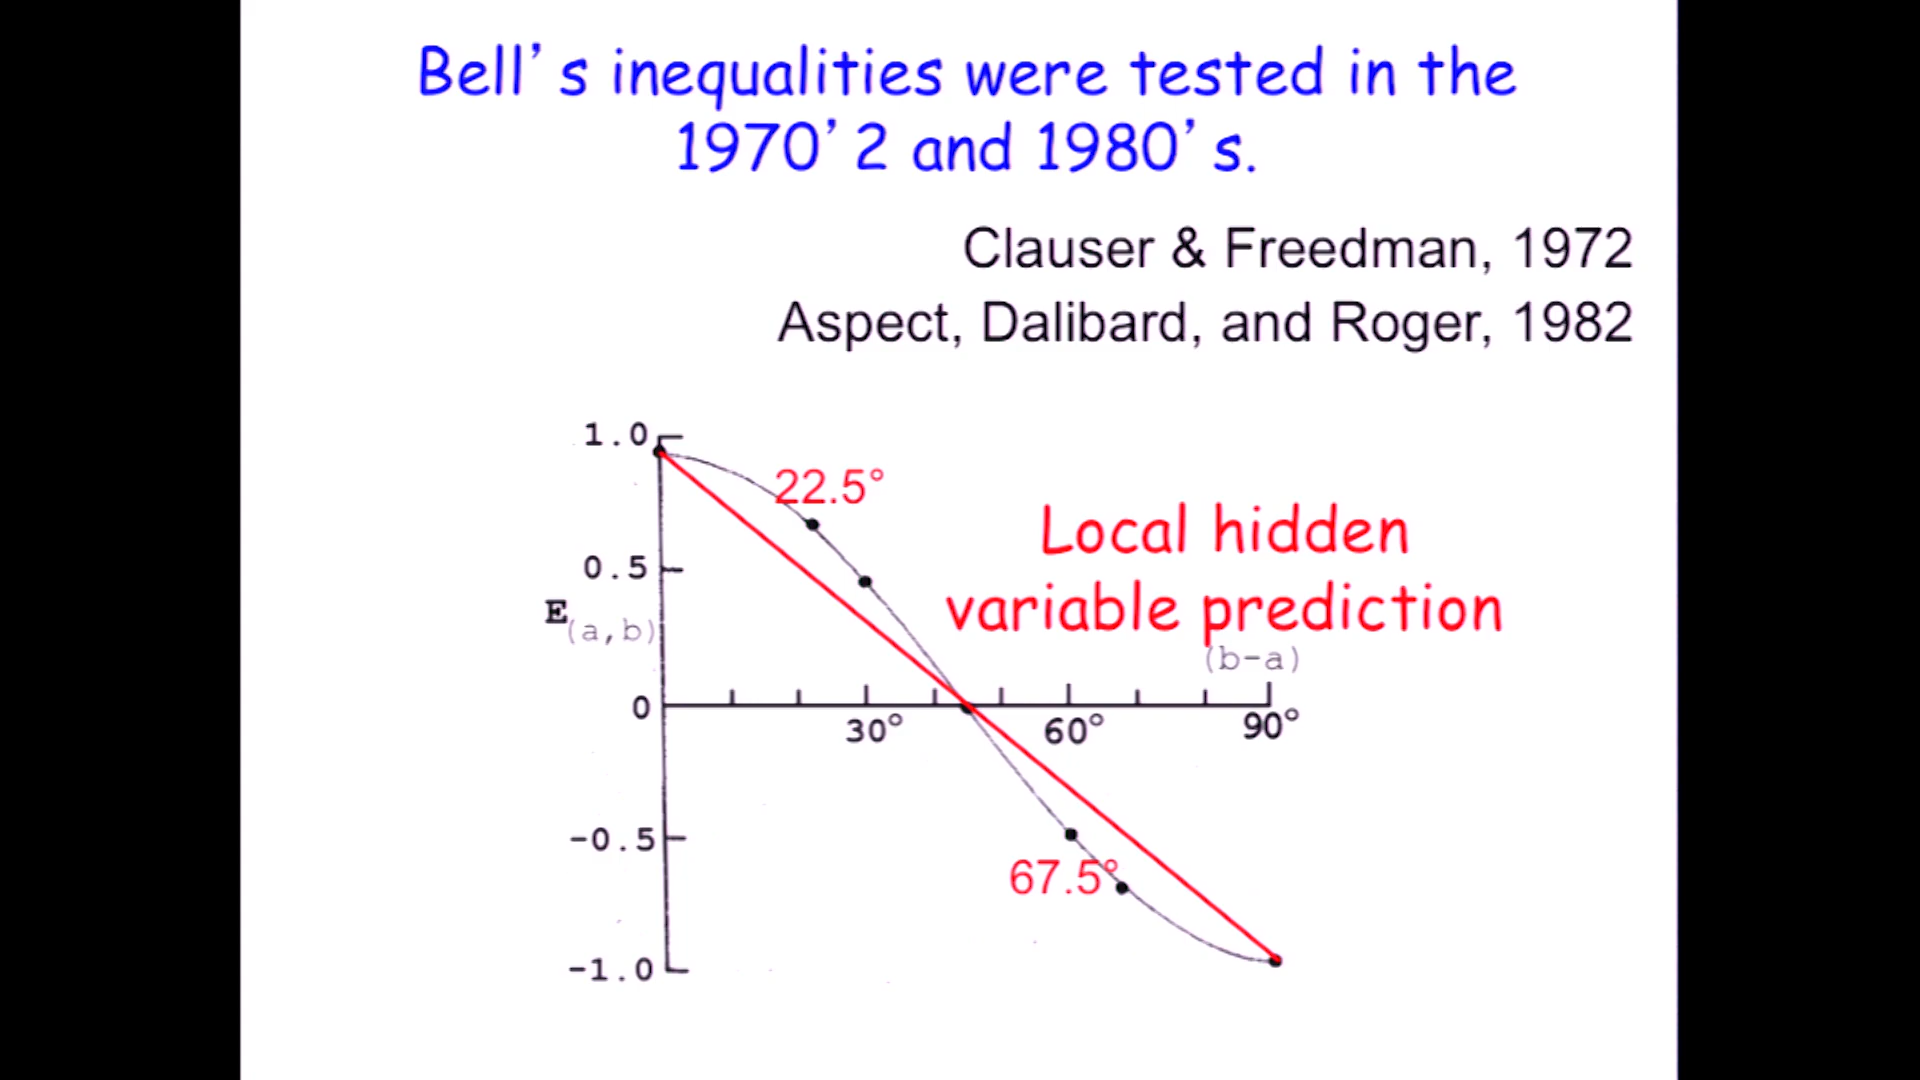 Bell’s inequalities were tested in the
1970’2 and 1980’s.
Clauser & Freedman, 1972
Aspect, Dalibard, and Roger, 1982
1.0
22.5°
Local hidden
0.5
variable prediction
E(a,b)
(b-a)
0
30°
60°
90°
-0.5
67.5°
-1.0